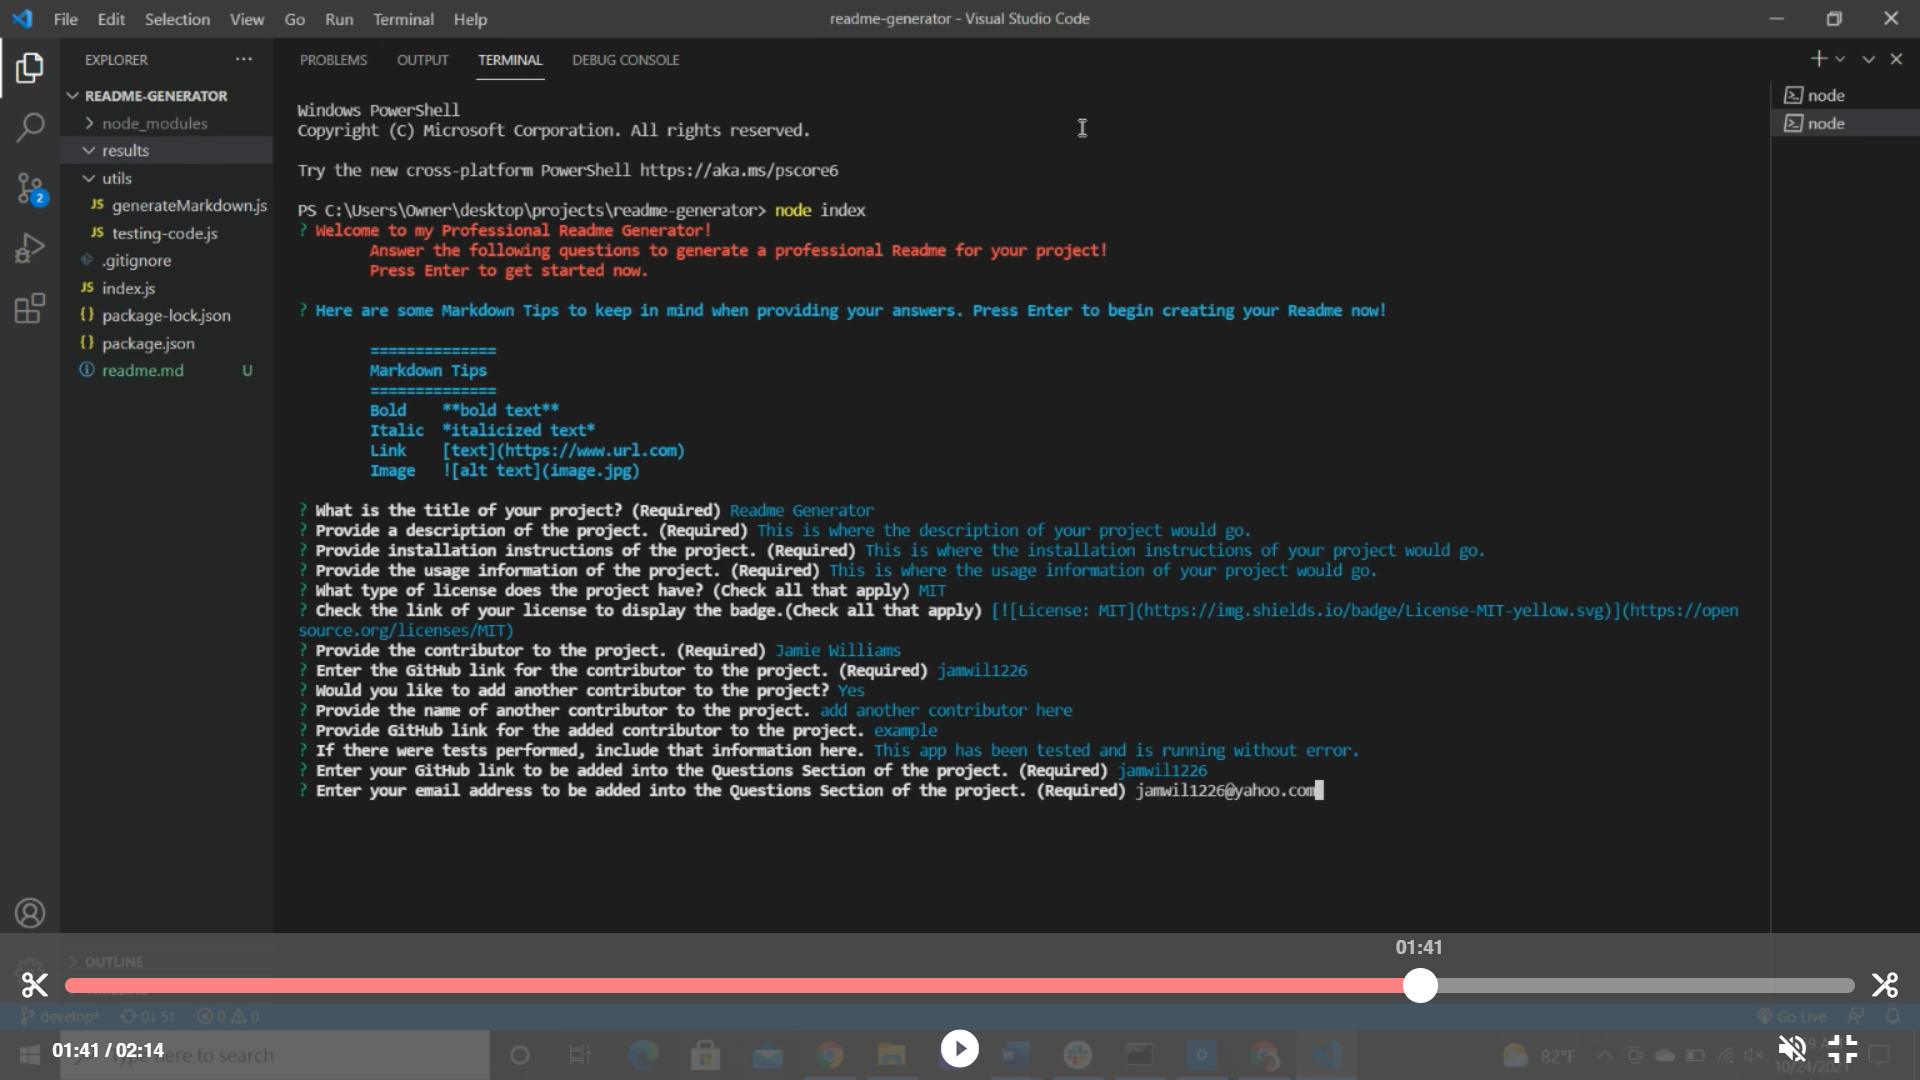 File Edit Selection View Go Run Terminal Help
readme-generator - Visual Studio Code
EXPLORER
README-GENERATOR
node_modules
results
utils
JS generateMarkdown.js
JS testing-code.js
.gitignore
JS index.js
{} package-lock.json
{} package.json
readme.md U
2
PROBLEMS OUTPUT TERMINAL DEBUG CONSOLE
node
node
Windows PowerShell
Copyright (C) Microsoft Corporation. All rights reserved.
Try the new cross-platform PowerShell https://aka.ms/pscore6
PS C:\Users\Owner\desktop\projects\readme-generator> node index
? Welcome to my Professional Readme Generator!
Answer the following questions to generate a professional Readme for your project!
Press Enter to get started now.
? Here are some Markdown Tips to keep in mind when providing your answers. Press Enter to begin creating your Readme now!
==============
Markdown Tips
==============
Bold **bold text**
Italic *italicized text*
Link [text](https://www.url.com)
Image ![alt text](image.jpg)
? What is the title of your project? (Required) Readme Generator
? Provide a description of the project. (Required) This is where the description of your project would go.
? Provide installation instructions of the project. (Required) This is where the installation instructions of your project would go.
? Provide the usage information of the project. (Required) This is where the usage information of your project would go.
? What type of license does the project have? (Check all that apply) MIT
? Check the link of your license to display the badge.(Check all that apply) [![License: MIT](https://img.shields.io/badge/License-MIT-yellow.svg)](https://open
source.org/licenses/MIT)
? Provide the contributor to the project. (Required) Jamie Williams
? Enter the GitHub link for the contributor to the project. (Required) jamwil1226
? Would you like to add another contributor to the project? Yes
? Provide the name of another contributor to the project. add another contributor here
? Provide GitHub link for the added contributor to the project. example
? If there were tests performed, include that information here. This app has been tested and is running without error.
? Enter your GitHub link to be added into the Questions Section of the project. (Required) jamwil1226
? Enter your email address to be added into the Questions Section of the project. (Required) jamwil1226@yahoo.com
01:41
OUTLINE
develop* 0↓ 5↑ 0 0
Go Live
01:41 / 02:14
here to search
82°F